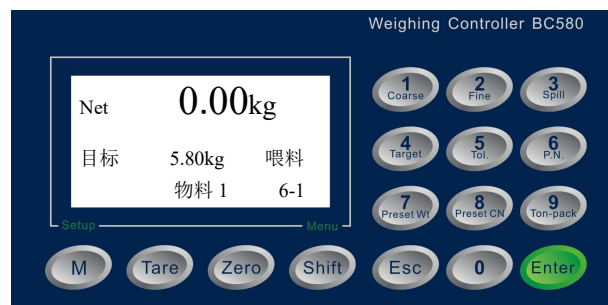 Weighing Controller BC580
Net 0.00kg
目标 5.80kg 喂料
物料 1 6-1
Setup Menu
1 Coarse
2 Fine
3 Spill
4 Target
5 Tol.
6 P.N.
7 Preset Wt
8 Preset CN
9 Ton-pack
M Tare Zero Shift Esc 0 Enter